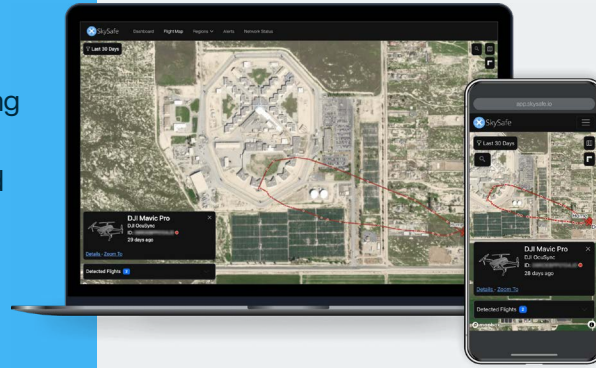 ng
SkySafe
Dashboard Flight Map Regions Alerts Network Status
Last 30 Days
DJI Mavic Pro
DJI OcuSync
ID:
29 days ago
Details - Zoom To
Detected Flights 3
app.skysafe.io
SkySafe
Last 30 Days
DJI Mavic Pro
DJI OcuSync
ID:
28 days ago
Details - Zoom To
Detected Flights